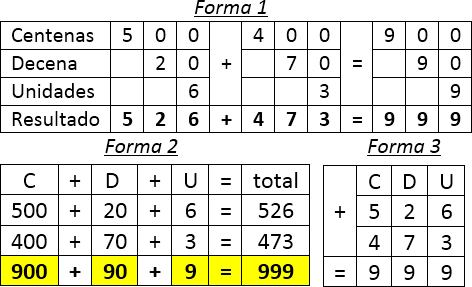 Forma 1
Centenas 5 0 0 4 0 0 9 0 0
Decena 2 0 + 7 0 = 9 0
Unidades 6 3 9
Resultado 5 2 6 + 4 7 3 = 9 9 9
Forma 2
C + D + U = total
500 + 20 + 6 = 526
400 + 70 + 3 = 473
900 + 90 + 9 = 999
Forma 3
C D U
+ 5 2 6
4 7 3
= 9 9 9